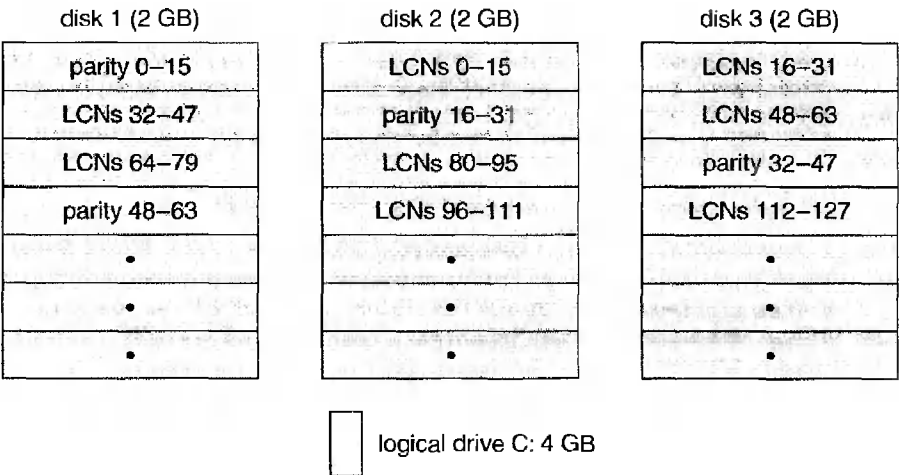 disk 1 (2 GB) disk 2 (2 GB) disk 3 (2 GB)
parity 0–15 LCNs 0–15 LCNs 16–31
LCNs 32–47 parity 16–31 LCNs 48–63
LCNs 64–79 LCNs 80–95 parity 32–47
parity 48–63 LCNs 96–111 LCNs 112–127
logical drive C: 4 GB